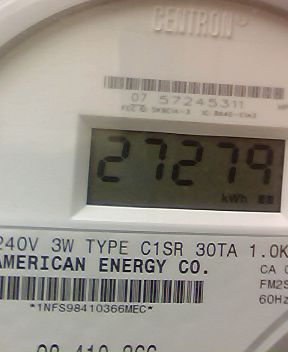 CENTRON
07 57245311
27279
kWh
240V 3W TYPE C1SR 30TA 1.0K
AMERICAN ENERGY CO.
CA
FM2S
60Hz
*1NFS98410366MEC*